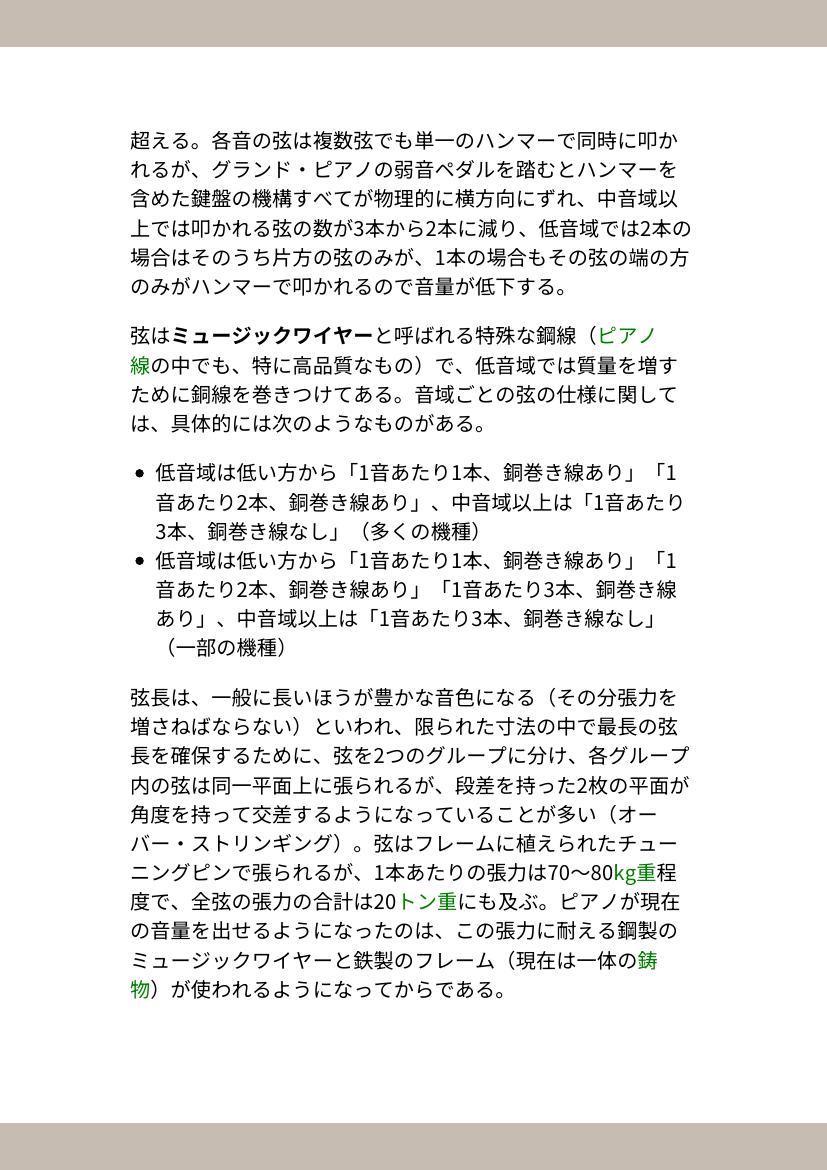 超える。各音の弦は複数弦でも単一のハンマーで同時に叩か
れるが、グランド・ピアノの弱音ペダルを踏むとハンマーを
含めた鍵盤の機構すべてが物理的に横方向にずれ、中音域以
上では叩かれる弦の数が3本から2本に減り、低音域では2本の
場合はそのうち片方の弦のみが、1本の場合もその弦の端の方
のみがハンマーで叩かれるので音量が低下する。
弦はミュージックワイヤーと呼ばれる特殊な鋼線（ピアノ
線の中でも、特に高品質なもの）で、低音域では質量を増す
ために銅線を巻きつけてある。音域ごとの弦の仕様に関して
は、具体的には次のようなものがある。
• 低音域は低い方から「1音あたり1本、銅巻き線あり」「1
音あたり2本、銅巻き線あり」、中音域以上は「1音あたり
3本、銅巻き線なし」（多くの機種）
• 低音域は低い方から「1音あたり1本、銅巻き線あり」「1
音あたり2本、銅巻き線あり」「1音あたり3本、銅巻き線
あり」、中音域以上は「1音あたり3本、銅巻き線なし」
（一部の機種）
弦長は、一般に長いほうが豊かな音色になる（その分張力を
増さねばならない）といわれ、限られた寸法の中で最長の弦
長を確保するために、弦を2つのグループに分け、各グループ
内の弦は同一平面上に張られるが、段差を持った2枚の平面が
角度を持って交差するようになっていることが多い（オー
バー・ストリンギング）。弦はフレームに植えられたチュー
ニングピンで張られるが、1本あたりの張力は70〜80kg重程
度で、全弦の張力の合計は20トン重にも及ぶ。ピアノが現在
の音量を出せるようになったのは、この張力に耐える鋼製の
ミュージックワイヤーと鉄製のフレーム（現在は一体の鋳
物）が使われるようになってからである。